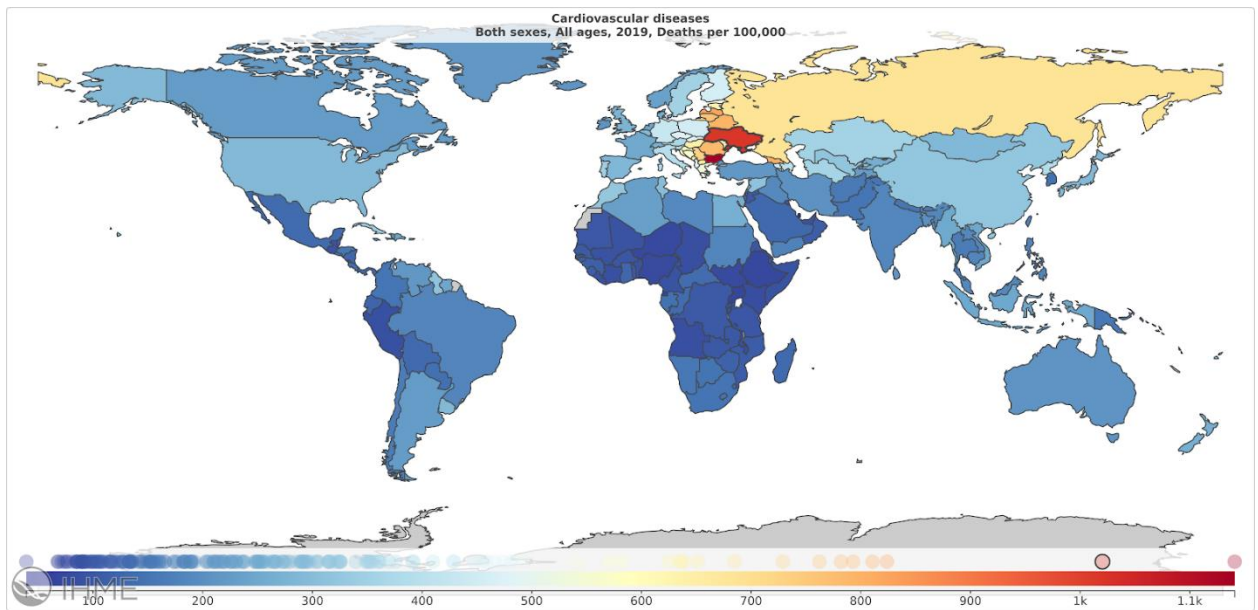 Cardiovascular diseases
Both sexes, All ages, 2019, Deaths per 100,000
IHME
100 200 300 400 500 600 700 800 900 1k 1.1k